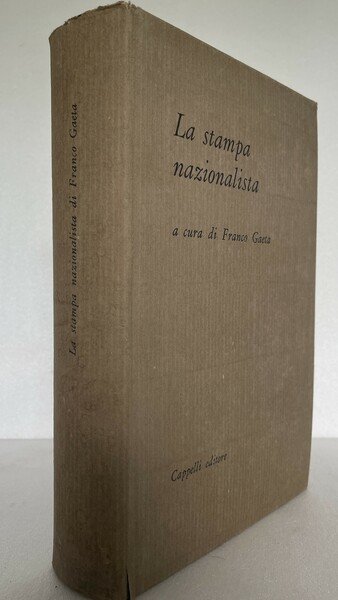 La stampa nazionalista di Franco Gaeta
La stampa
nazionalista
a cura di Franco Gaeta
Cappelli editore